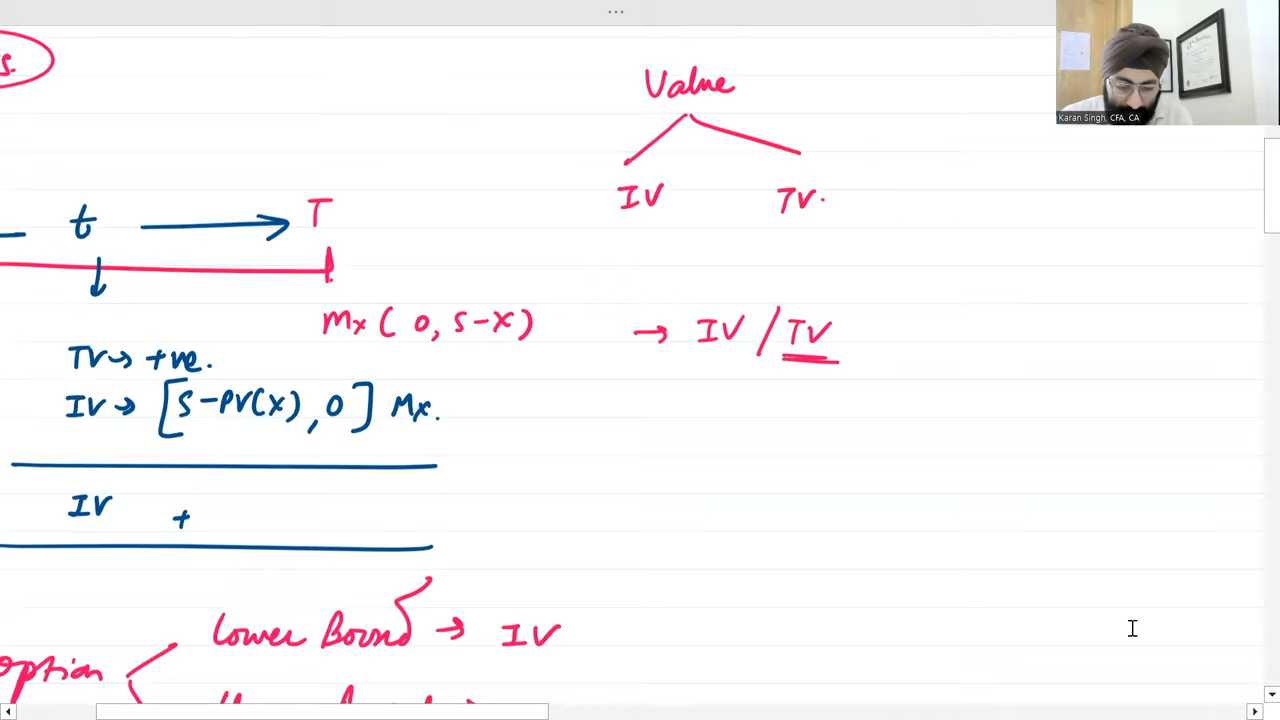 s.
Karan Singh, CFA, CA
Value
IV TV.
t → T
Mx ( 0, S-X) → IV / TV
TV→ +ve.
IV → [S-PV(X), 0] Mx.
IV +
Lower Bound → IV
option